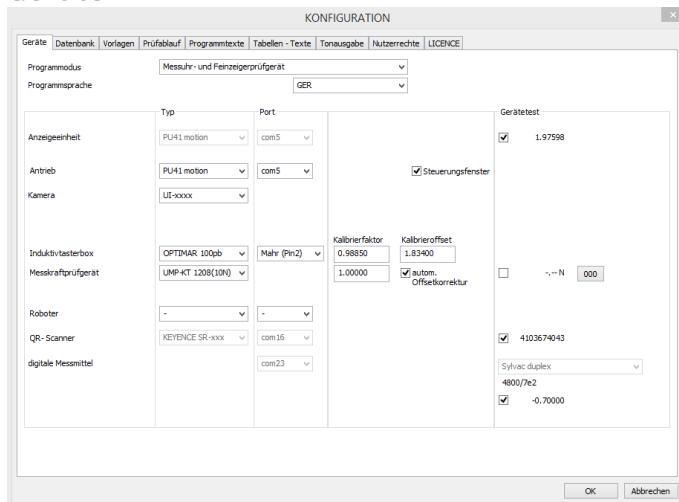 KONFIGURATION
Geräte Datenbank Vorlagen Prüfablauf Programmtexte Tabellen - Texte Tonausgabe Nutzerrechte LICENCE
Programmodus Messuhr- und Feinzeigerprüfgerät
Programmsprache GER
Typ Port Gerätetest
Anzeigeeinheit PU41 motion com5 1.97598
Antrieb PU41 motion com5 Steuerungsfenster
Kamera UI-xxxx
Kalibrierfaktor Kalibrieroffset
Induktivtasterbox OPTIMAR 100pb Mahr (Pin2) 0.98850 1.83400
Messkraftprüfgerät UMP-KT 1208(10N) 1.00000 autom. Offsetkorrektur -,-- N 000
Roboter - -
QR- Scanner KEYENCE SR-xxx com16 4103674043
digitale Messmittel com23 Sylvac duplex
4800/7e2
-0.70000
OK Abbrechen